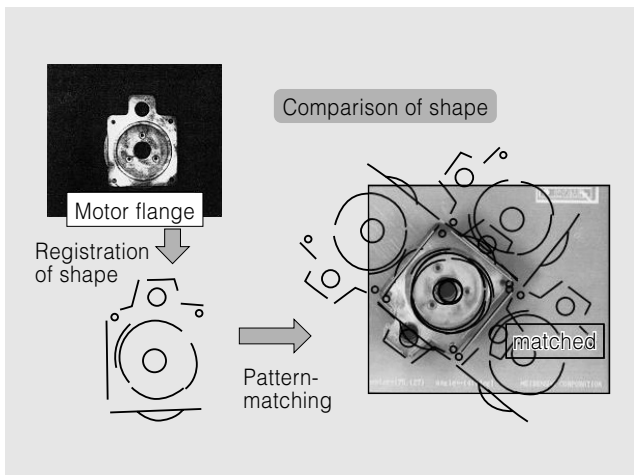 Comparison of shape
Motor flange
Registration
of shape
matched
Pattern-
matching